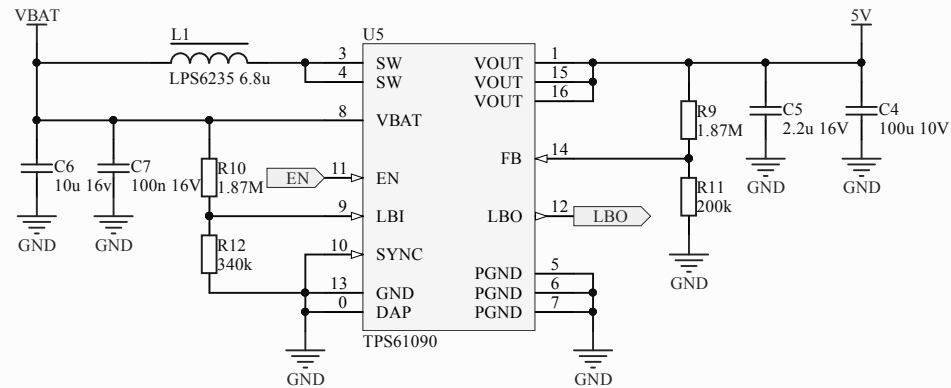 VBAT
5V
L1
LPS6235 6.8u
U5
3
SW
4
SW
8
VBAT
11
EN
EN
9
LBI
10
SYNC
13
GND
0
DAP
TPS61090
VOUT
1
VOUT
15
VOUT
16
FB
14
LBO
12
LBO
PGND
5
PGND
6
PGND
7
C6
10u 16v
GND
C7
100n 16V
GND
R10
1.87M
R12
340k
GND
GND
R9
1.87M
R11
200k
GND
C5
2.2u 16V
GND
C4
100u 10V
GND